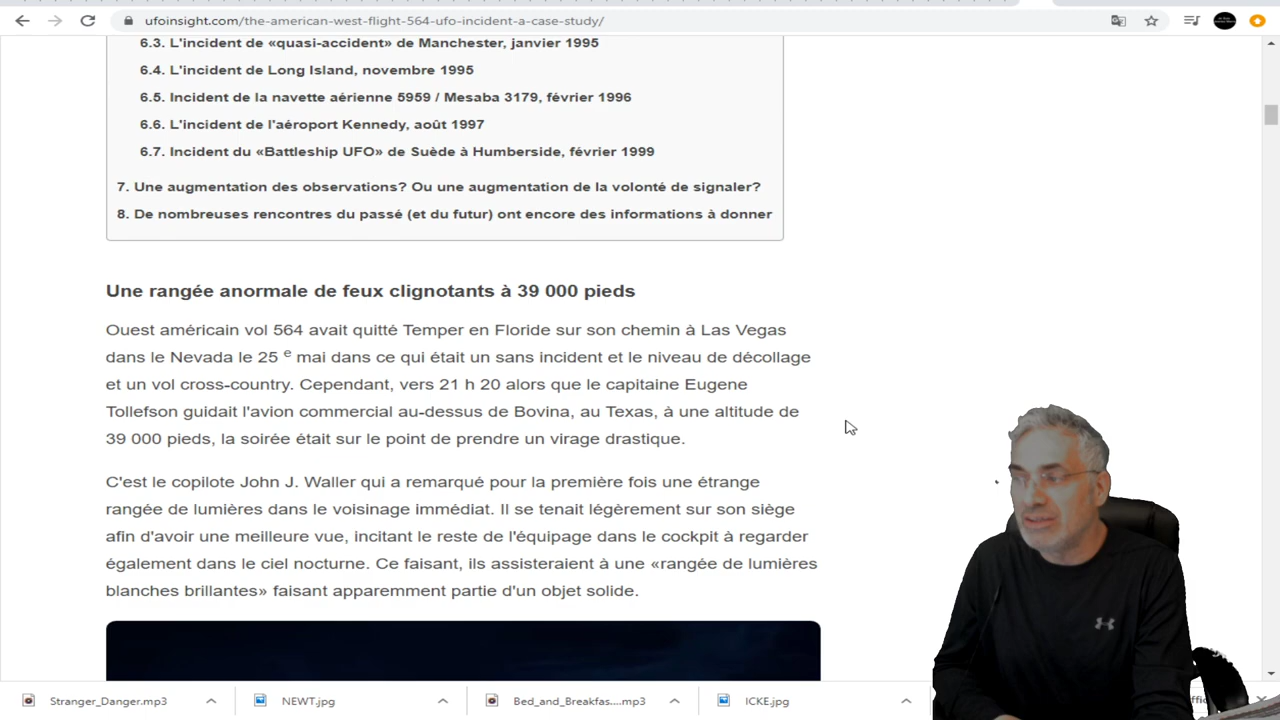 ufoinsight.com/the-american-west-flight-564-ufo-incident-a-case-study/
6.3. L'incident de «quasi-accident» de Manchester, janvier 1995
6.4. L'incident de Long Island, novembre 1995
6.5. Incident de la navette aérienne 5959 / Mesaba 3179, février 1996
6.6. L'incident de l'aéroport Kennedy, août 1997
6.7. Incident du «Battleship UFO» de Suède à Humberside, février 1999
7. Une augmentation des observations? Ou une augmentation de la volonté de signaler?
8. De nombreuses rencontres du passé (et du futur) ont encore des informations à donner
Une rangée anormale de feux clignotants à 39 000 pieds
Ouest américain vol 564 avait quitté Temper en Floride sur son chemin à Las Vegas
dans le Nevada le 25 e mai dans ce qui était un sans incident et le niveau de décollage
et un vol cross-country. Cependant, vers 21 h 20 alors que le capitaine Eugene
Tollefson guidait l'avion commercial au-dessus de Bovina, au Texas, à une altitude de
39 000 pieds, la soirée était sur le point de prendre un virage drastique.
C'est le copilote John J. Waller qui a remarqué pour la première fois une étrange
rangée de lumières dans le voisinage immédiat. Il se tenait légèrement sur son siège
afin d'avoir une meilleure vue, incitant le reste de l'équipage dans le cockpit à regarder
également dans le ciel nocturne. Ce faisant, ils assisteraient à une «rangée de lumières
blanches brillantes» faisant apparemment partie d'un objet solide.
Stranger_Danger.mp3 NEWT.jpg Bed_and_Breakfas....mp3 ICKE.jpg